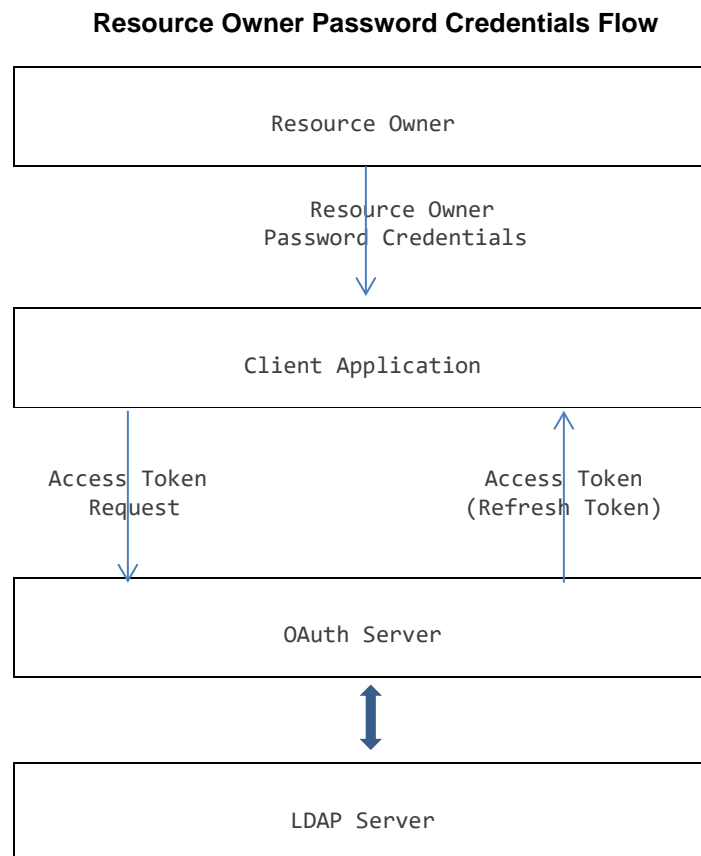 Resource Owner Password Credentials Flow
Resource Owner
Resource Owner
Password Credentials
Client Application
Access Token
Request
Access Token
(Refresh Token)
OAuth Server
LDAP Server